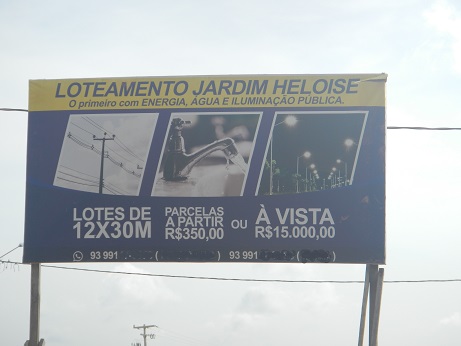 LOTEAMENTO JARDIM HELOISE
O primeiro com ENERGIA, ÁGUA E ILUMINAÇÃO PÚBLICA.
LOTES DE
12X30M
PARCELAS
A PARTIR
R$350,00
OU
À VISTA
R$15.000,00
93 991
93 991